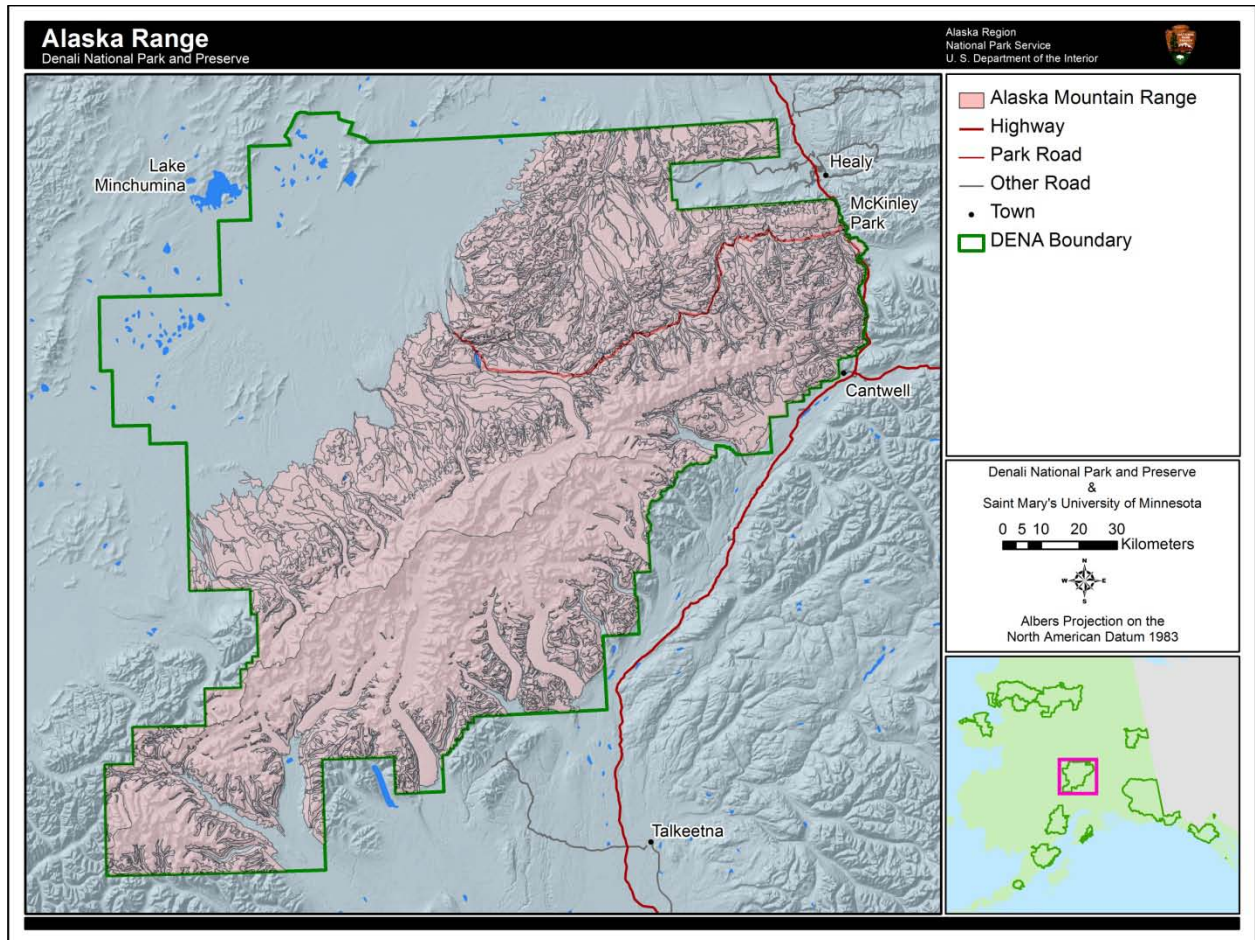 Alaska Range
Denali National Park and Preserve
Alaska Region
National Park Service
U. S. Department of the Interior
Lake
Minchumina
Healy
McKinley
Park
Cantwell
Talkeetna
Alaska Mountain Range
Highway
Park Road
Other Road
Town
DENA Boundary
Denali National Park and Preserve
&
Saint Mary's University of Minnesota
0 5 10 20 30
Kilometers
N
W E
S
Albers Projection on the
North American Datum 1983